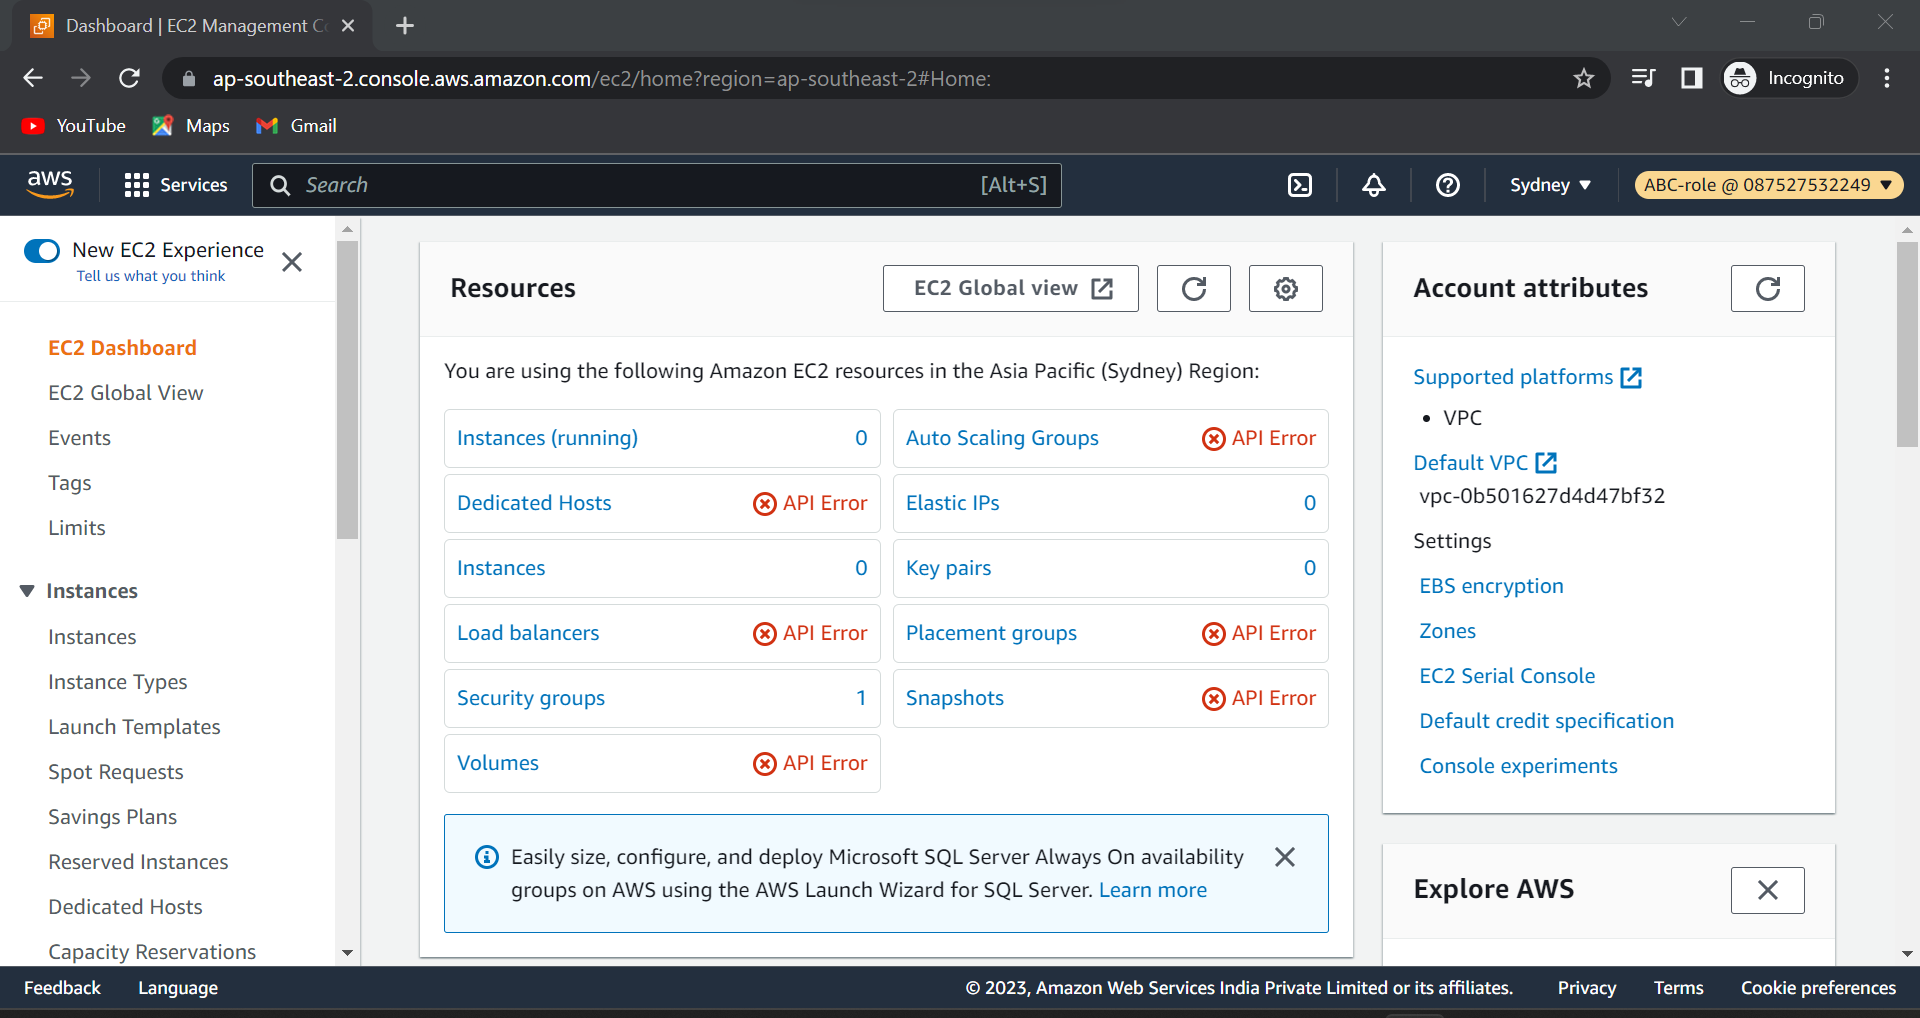 Dashboard | EC2 Management Co
ap-southeast-2.console.aws.amazon.com/ec2/home?region=ap-southeast-2#Home:
Incognito
YouTube
Maps
Gmail
aws
Services
Search
[Alt+S]
Sydney
ABC-role @ 087527532249
New EC2 Experience
Tell us what you think
EC2 Dashboard
EC2 Global View
Events
Tags
Limits
Instances
Instances
Instance Types
Launch Templates
Spot Requests
Savings Plans
Reserved Instances
Dedicated Hosts
Capacity Reservations
Resources
EC2 Global view
You are using the following Amazon EC2 resources in the Asia Pacific (Sydney) Region:
Instances (running) 0
Auto Scaling Groups API Error
Dedicated Hosts API Error
Elastic IPs 0
Instances 0
Key pairs 0
Load balancers API Error
Placement groups API Error
Security groups 1
Snapshots API Error
Volumes API Error
Easily size, configure, and deploy Microsoft SQL Server Always On availability
groups on AWS using the AWS Launch Wizard for SQL Server. Learn more
Account attributes
Supported platforms
• VPC
Default VPC
vpc-0b501627d4d47bf32
Settings
EBS encryption
Zones
EC2 Serial Console
Default credit specification
Console experiments
Explore AWS
Feedback
Language
© 2023, Amazon Web Services India Private Limited or its affiliates.
Privacy
Terms
Cookie preferences